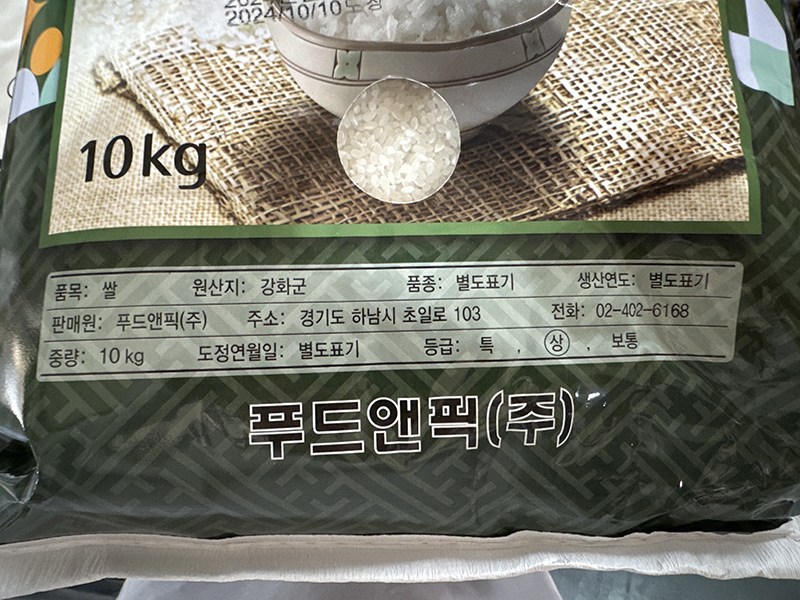 2024/10/10도정
10kg
품목: 쌀 원산지: 강화군 품종: 별도표기 생산연도: 별도표기
판매원: 푸드앤픽(주) 주소: 경기도 하남시 초일로 103 전화: 02-402-6168
중량: 10 kg 도정연월일: 별도표기 등급: 특 , 상 , 보통
푸드앤픽(주)